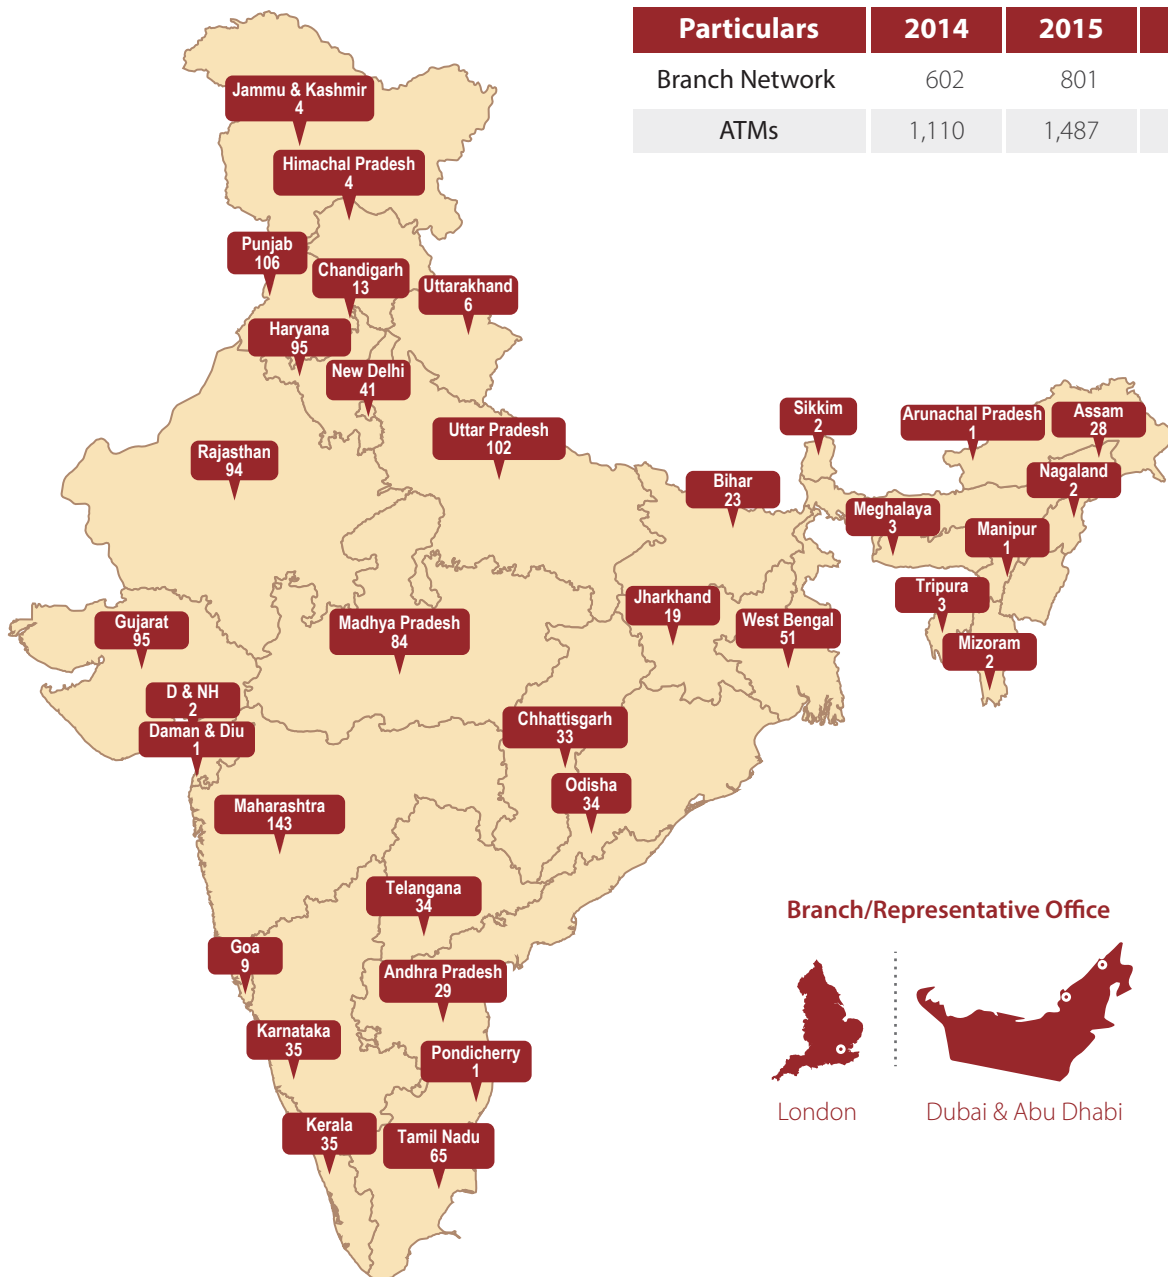 Particulars 2014 2015
Branch Network 602 801
ATMs 1,110 1,487
Jammu & Kashmir
4
Himachal Pradesh
4
Punjab
106
Chandigarh
13
Uttarakhand
6
Haryana
95
New Delhi
41
Uttar Pradesh
102
Rajasthan
94
Sikkim
2
Arunachal Pradesh
1
Assam
28
Nagaland
2
Bihar
23
Meghalaya
3
Manipur
1
Tripura
3
Mizoram
2
Jharkhand
19
West Bengal
51
Gujarat
95
Madhya Pradesh
84
D & NH
2
Daman & Diu
1
Chhattisgarh
33
Odisha
34
Maharashtra
143
Telangana
34
Goa
9
Andhra Pradesh
29
Karnataka
35
Pondicherry
1
Kerala
35
Tamil Nadu
65
Branch/Representative Office
London
Dubai & Abu Dhabi